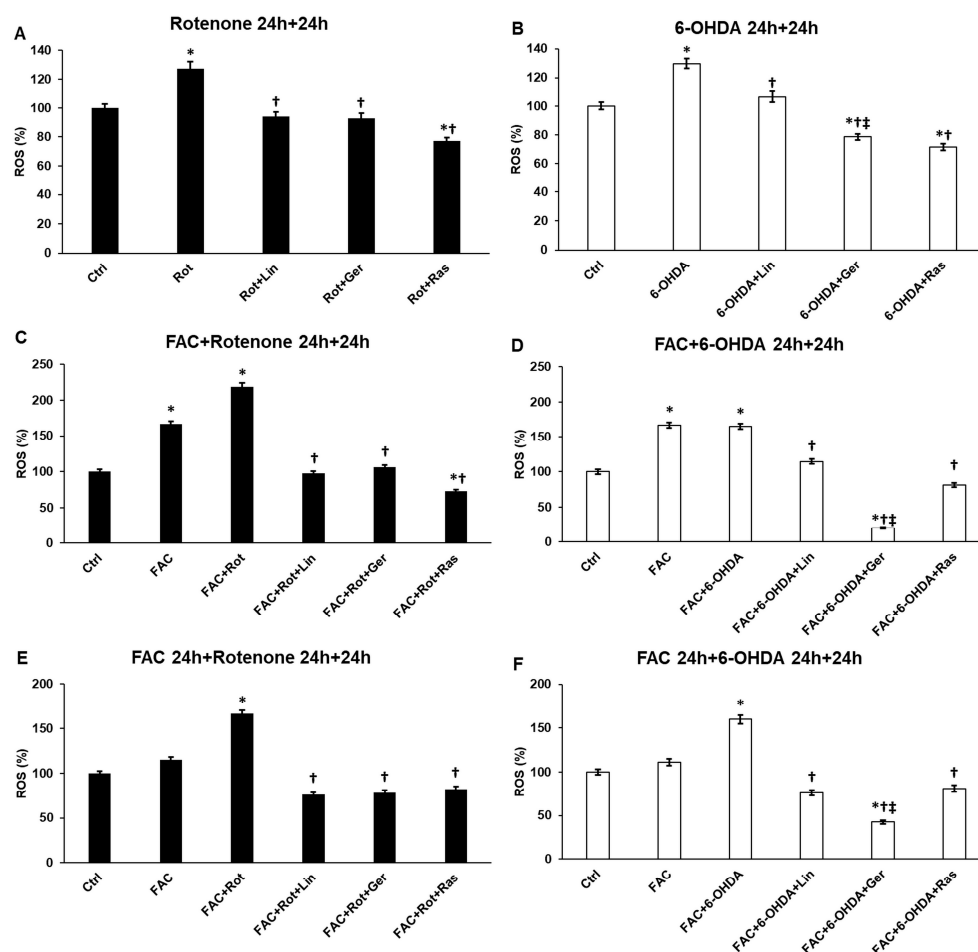 A
Rotenone 24h+24h
ROS (%)
140
120
100
80
60
40
20
0
*
†
†
*†
Ctrl
Rot
Rot+Lin
Rot+Ger
Rot+Ras
B
6-OHDA 24h+24h
ROS (%)
140
120
100
80
60
40
20
0
*
†
*†‡
*†
Ctrl
6-OHDA
6-OHDA+Lin
6-OHDA+Ger
6-OHDA+Ras
C
FAC+Rotenone 24h+24h
ROS (%)
250
200
150
100
50
0
*
*
†
†
*†
Ctrl
FAC
FAC+Rot
FAC+Rot+Lin
FAC+Rot+Ger
FAC+Rot+Ras
D
FAC+6-OHDA 24h+24h
ROS (%)
250
200
150
100
50
0
*
*
†
*†‡
†
Ctrl
FAC
FAC+6-OHDA
FAC+6-OHDA+Lin
FAC+6-OHDA+Ger
FAC+6-OHDA+Ras
E
FAC 24h+Rotenone 24h+24h
ROS (%)
200
150
100
50
0
*
†
†
†
Ctrl
FAC
FAC+Rot
FAC+Rot+Lin
FAC+Rot+Ger
FAC+Rot+Ras
F
FAC 24h+6-OHDA 24h+24h
ROS (%)
200
150
100
50
0
*
†
*†‡
†
Ctrl
FAC
FAC+6-OHDA
FAC+6-OHDA+Lin
FAC+6-OHDA+Ger
FAC+6-OHDA+Ras